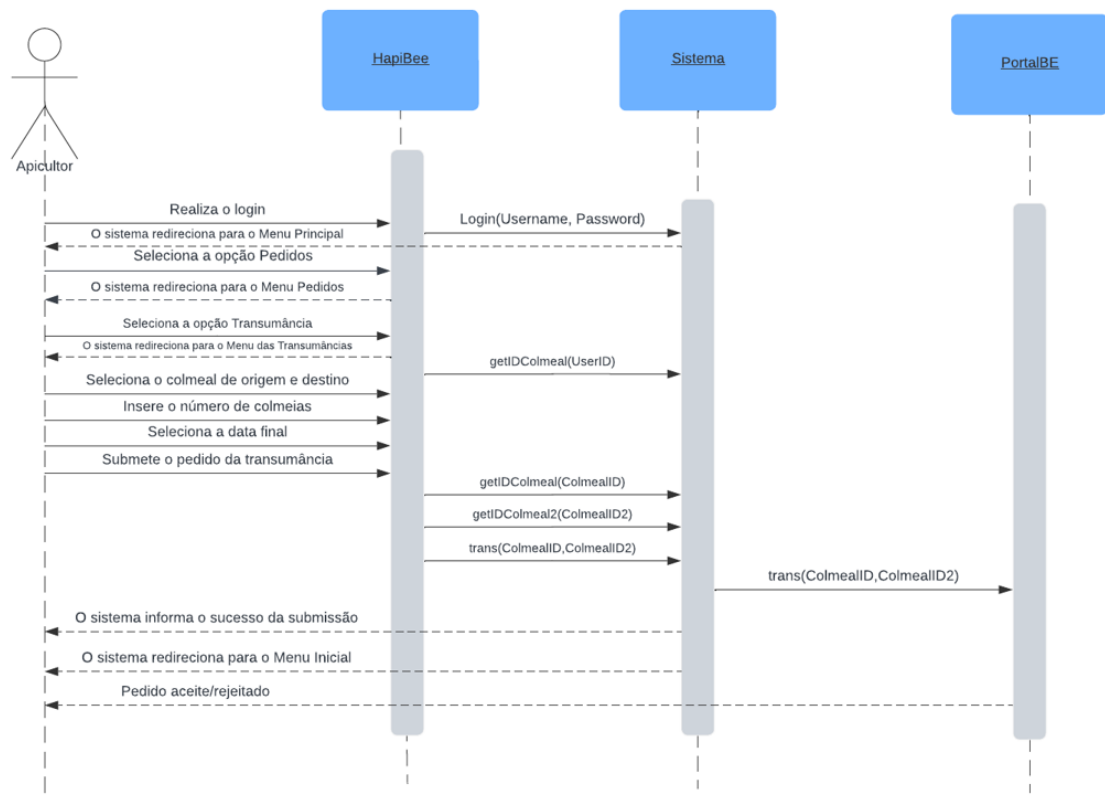 HapiBee
Sistema
PortalBE
Apicultor
Realiza o login
Login(Username, Password)
O sistema redireciona para o Menu Principal
Seleciona a opção Pedidos
O sistema redireciona para o Menu Pedidos
Seleciona a opção Transumância
O sistema redireciona para o Menu das Transumâncias
getIDColmeal(UserID)
Seleciona o colmeal de origem e destino
Insere o número de colmeias
Seleciona a data final
Submete o pedido da transumância
getIDColmeal(ColmealID)
getIDColmeal2(ColmealID2)
trans(ColmealID,ColmealID2)
trans(ColmealID,ColmealID2)
O sistema informa o sucesso da submissão
O sistema redireciona para o Menu Inicial
Pedido aceite/rejeitado